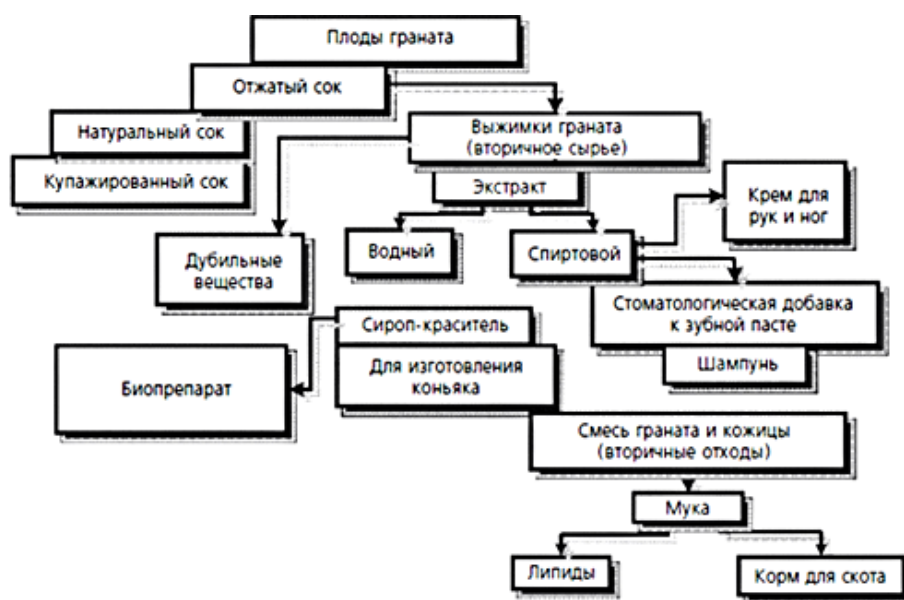 Плоды граната
Отжатый сок
Натуральный сок
Купажированный сок
Выжимки граната
(вторичное сырье)
Экстракт
Крем для
рук и ног
Водный
Спиртовой
Дубильные
вещества
Стоматологическая добавка
к зубной пасте
Шампунь
Сироп-краситель
Для изготовления
коньяка
Биопрепарат
Смесь граната и кожицы
(вторичные отходы)
Мука
Липиды
Корм для скота